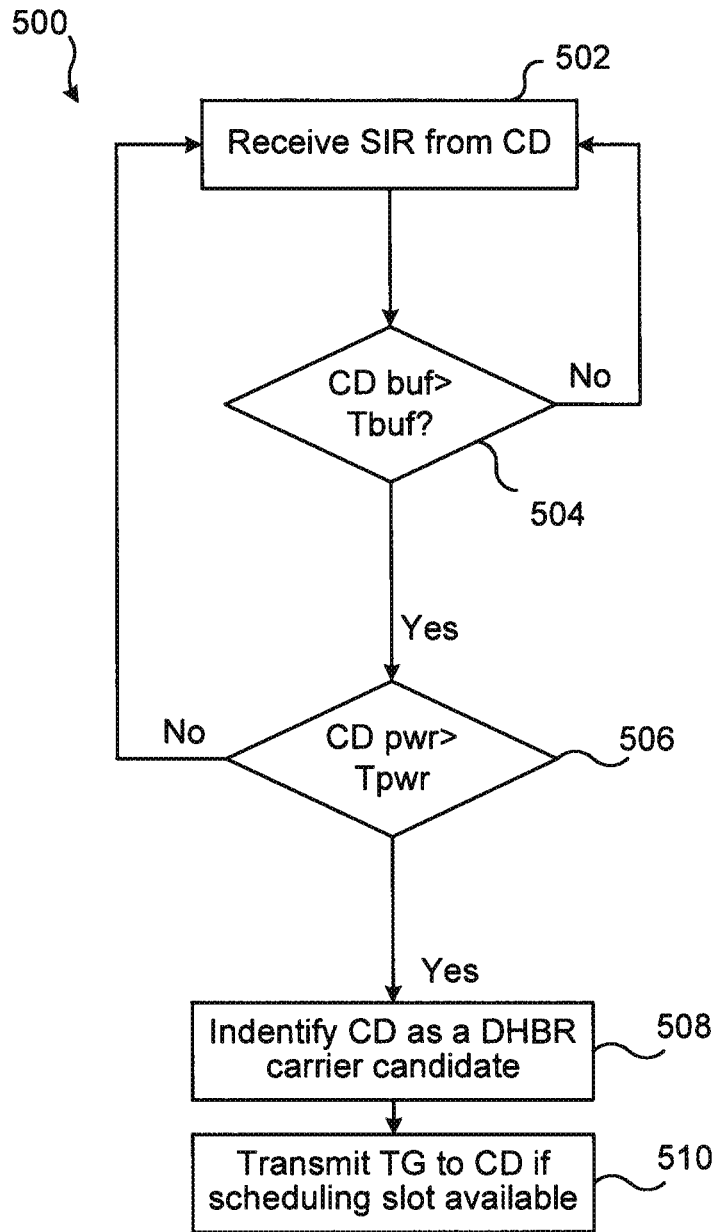 500
502
Receive SIR from CD
CD buf>
Tbuf?
No
504
Yes
No
CD pwr>
Tpwr
506
Yes
Indentify CD as a DHBR
carrier candidate
508
Transmit TG to CD if
scheduling slot available
510